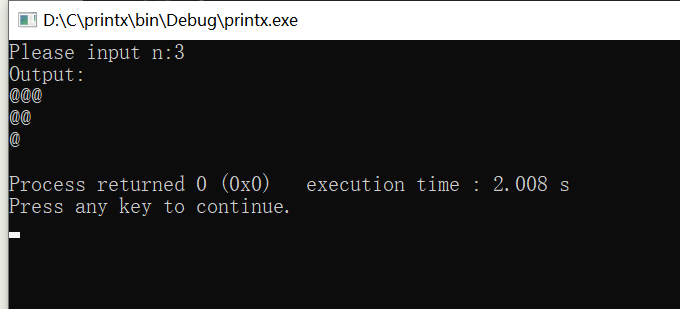 D:\C\printx\bin\Debug\printx.exe
Please input n:3
Output:
@@@
@@
@
Process returned 0 (0x0)   execution time : 2.008 s
Press any key to continue.